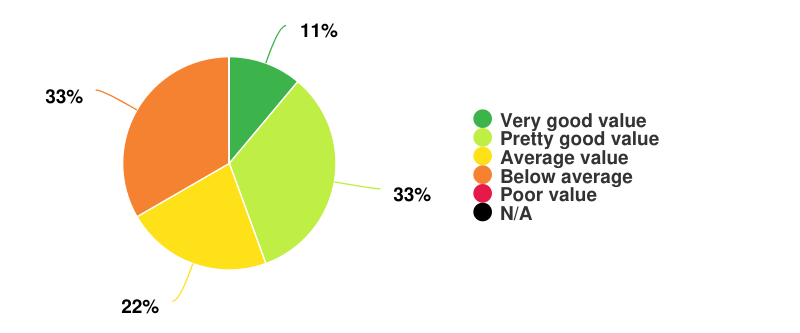 11%
33%
33%
22%
Very good value
Pretty good value
Average value
Below average
Poor value
N/A